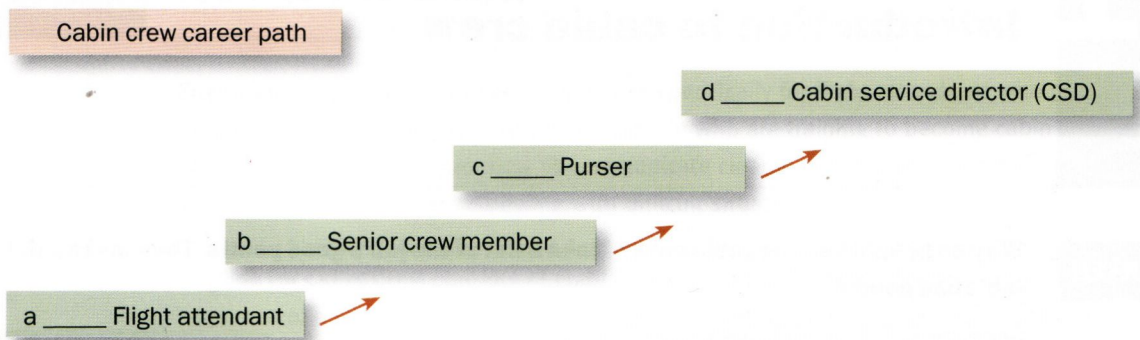 Cabin crew career path
d _____ Cabin service director (CSD)
c _____ Purser
b _____ Senior crew member
a _____ Flight attendant